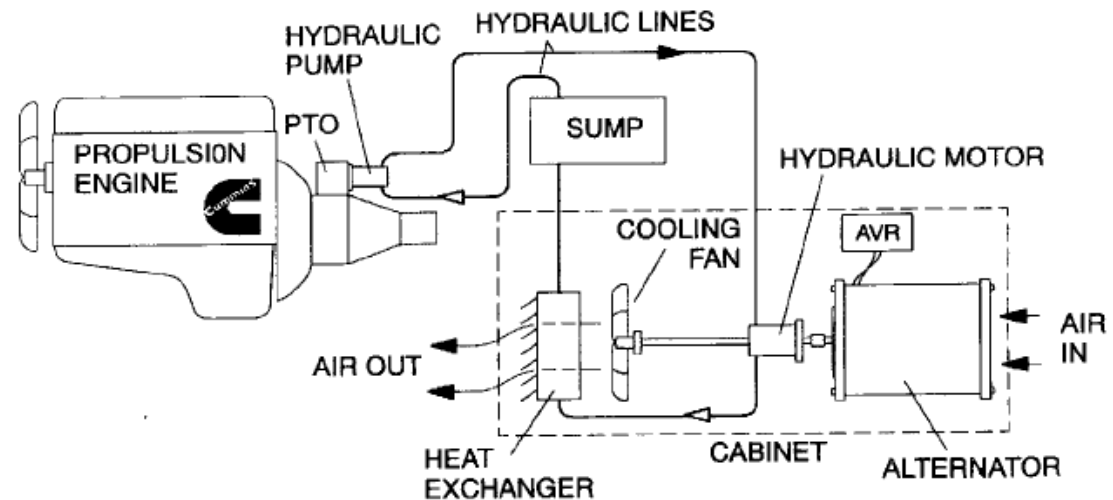 HYDRAULIC LINES
HYDRAULIC
PUMP
PTO
SUMP
PROPULSION
ENGINE
Cummins
HYDRAULIC MOTOR
COOLING
FAN
AVR
AIR OUT
AIR
IN
HEAT
EXCHANGER
CABINET
ALTERNATOR